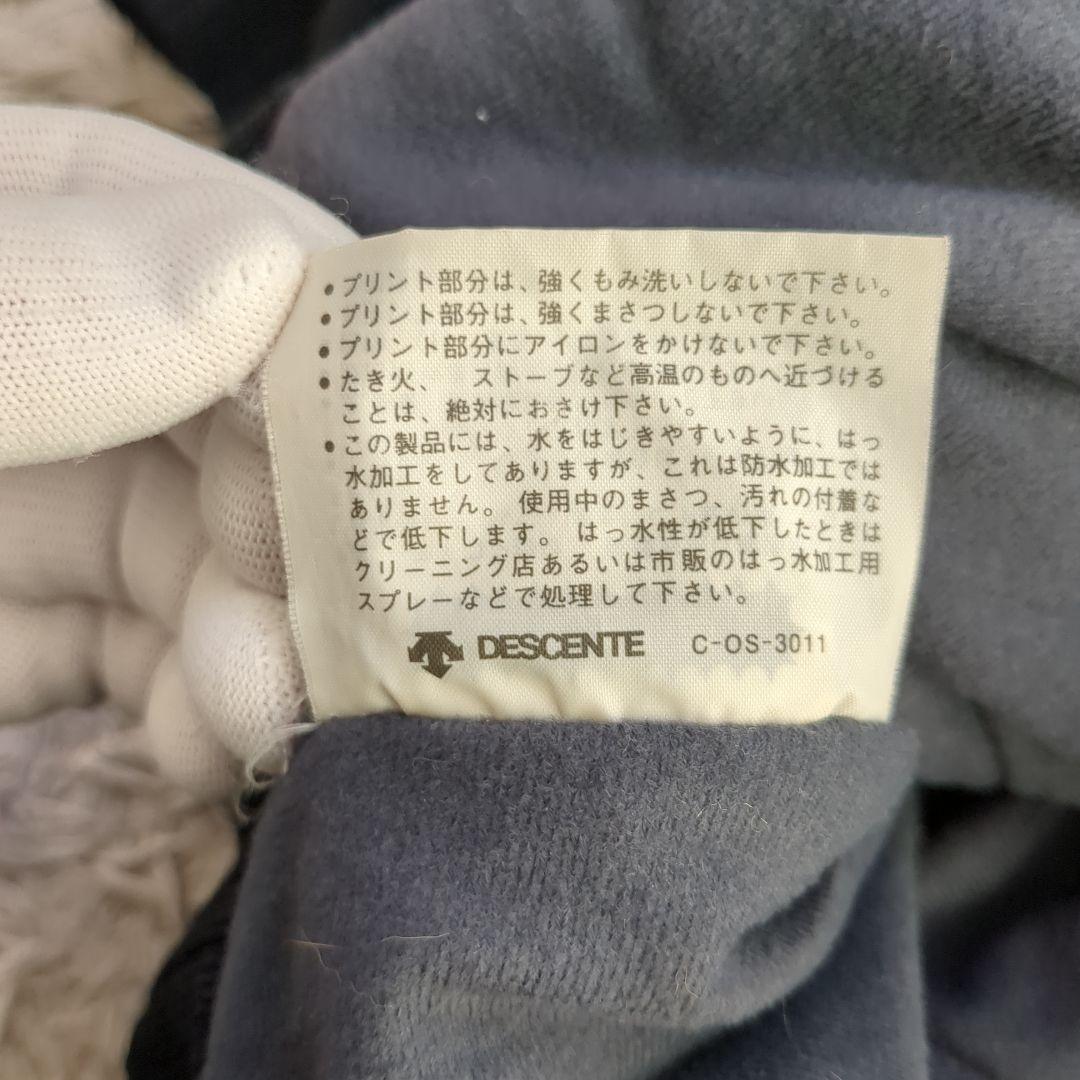 ● プリント部分は、強くもみ洗いしないで下さい。
● プリント部分は、強くまさつしないで下さい。
● プリント部分にアイロンをかけないで下さい。
● たき火、 ストーブなど高温のものへ近づける
ことは、絶対におさけ下さい。
● この製品には、水をはじきやすいように、はっ
水加工をしてありますが、これは防水加工では
ありません。 使用中のまさつ、汚れの付着な
どで低下します。 はっ水性が低下したときは
クリーニング店あるいは市販のはっ水加工用
スプレーなどで処理して下さい。
DESCENTE C-OS-3011